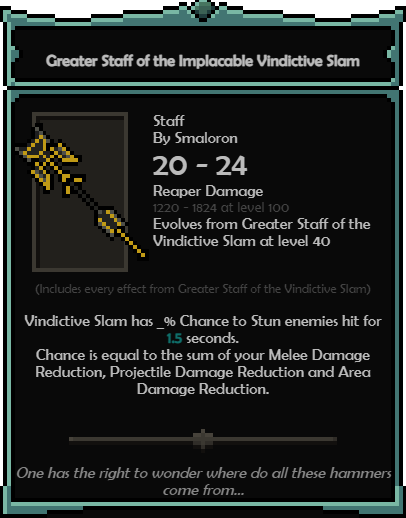 Greater Staff of the Implacable Vindictive Slam
Staff
By Smaloron
20 - 24
Reaper Damage
1220 - 1824 at level 100
Evolves from Greater Staff of the
Vindictive Slam at level 40
(Includes every effect from Greater Staff of the Vindictive Slam)
Vindictive Slam has _% Chance to Stun enemies hit for
1.5 seconds.
Chance is equal to the sum of your Melee Damage
Reduction, Projectile Damage Reduction and Area
Damage Reduction.
One has the right to wonder where do all these hammers
come from...